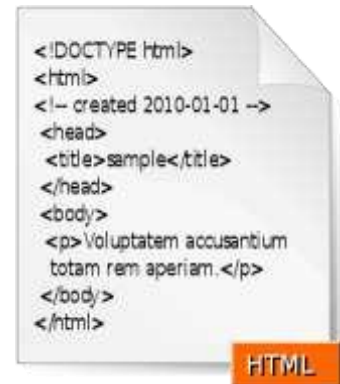 <!DOCTYPE html>
<html>
<!-- created 2010-01-01 -->
<head>
<title>sample</title>
</head>
<body>
<p>Voluptatem accusantium
totam rem aperiam.</p>
</body>
</html>
HTML